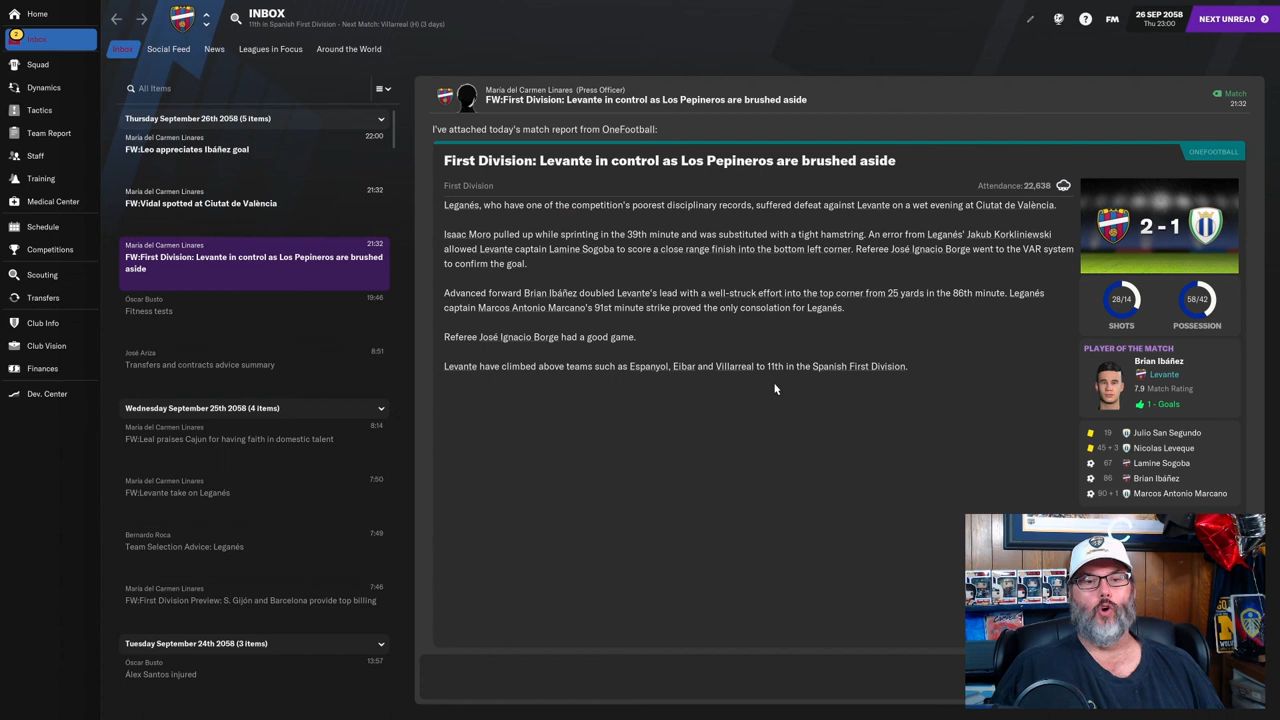 Home
2
Inbox
Squad
Dynamics
Tactics
Team Report
Staff
Training
Medical Center
Schedule
Competitions
Scouting
Transfers
Club Info
Club Vision
Finances
Dev. Center
INBOX
11th in Spanish First Division - Next Match: Villarreal (H) (3 days)
FM
26 SEP 2058
Thu 23:00
NEXT UNREAD
Inbox
Social Feed
News
Leagues in Focus
Around the World
All Items
Thursday September 26th 2058 (5 items)
María del Carmen Linares 22:00
FW:Leo appreciates Ibáñez goal
María del Carmen Linares 21:32
FW:Vidal spotted at Ciutat de València
María del Carmen Linares 21:32
FW:First Division: Levante in control as Los Pepineros are brushed
aside
Óscar Busto 19:46
Fitness tests
José Ariza 8:51
Transfers and contracts advice summary
Wednesday September 25th 2058 (4 items)
María del Carmen Linares 8:14
FW:Leal praises Cajun for having faith in domestic talent
María del Carmen Linares 7:50
FW:Levante take on Leganés
Bernardo Roca 7:49
Team Selection Advice: Leganés
María del Carmen Linares 7:46
FW:First Division Preview: S. Gijón and Barcelona provide top billing
Tuesday September 24th 2058 (3 items)
Óscar Busto 13:57
Álex Santos injured
María del Carmen Linares (Press Officer)
FW:First Division: Levante in control as Los Pepineros are brushed aside
Match
21:32
I've attached today's match report from OneFootball:
First Division: Levante in control as Los Pepineros are brushed aside
ONEFOOTBALL
First Division
Attendance: 22,638
Leganés, who have one of the competition's poorest disciplinary records, suffered defeat against Levante on a wet evening at Ciutat de València.
Isaac Moro pulled up while sprinting in the 39th minute and was substituted with a tight hamstring. An error from Leganés' Jakub Korkliniewski
allowed Levante captain Lamine Sogoba to score a close range finish into the bottom left corner. Referee José Ignacio Borge went to the VAR system
to confirm the goal.
Advanced forward Brian Ibáñez doubled Levante's lead with a well-struck effort into the top corner from 25 yards in the 86th minute. Leganés
captain Marcos Antonio Marcano's 91st minute strike proved the only consolation for Leganés.
Referee José Ignacio Borge had a good game.
Levante have climbed above teams such as Espanyol, Eibar and Villarreal to 11th in the Spanish First Division.
2 - 1
28/14
58/42
SHOTS
POSSESSION
PLAYER OF THE MATCH
Brian Ibáñez
Levante
7.9 Match Rating
1 - Goals
19 Julio San Segundo
45 + 3 Nicolas Leveque
67 Lamine Sogoba
86 Brian Ibáñez
90 + 1 Marcos Antonio Marcano